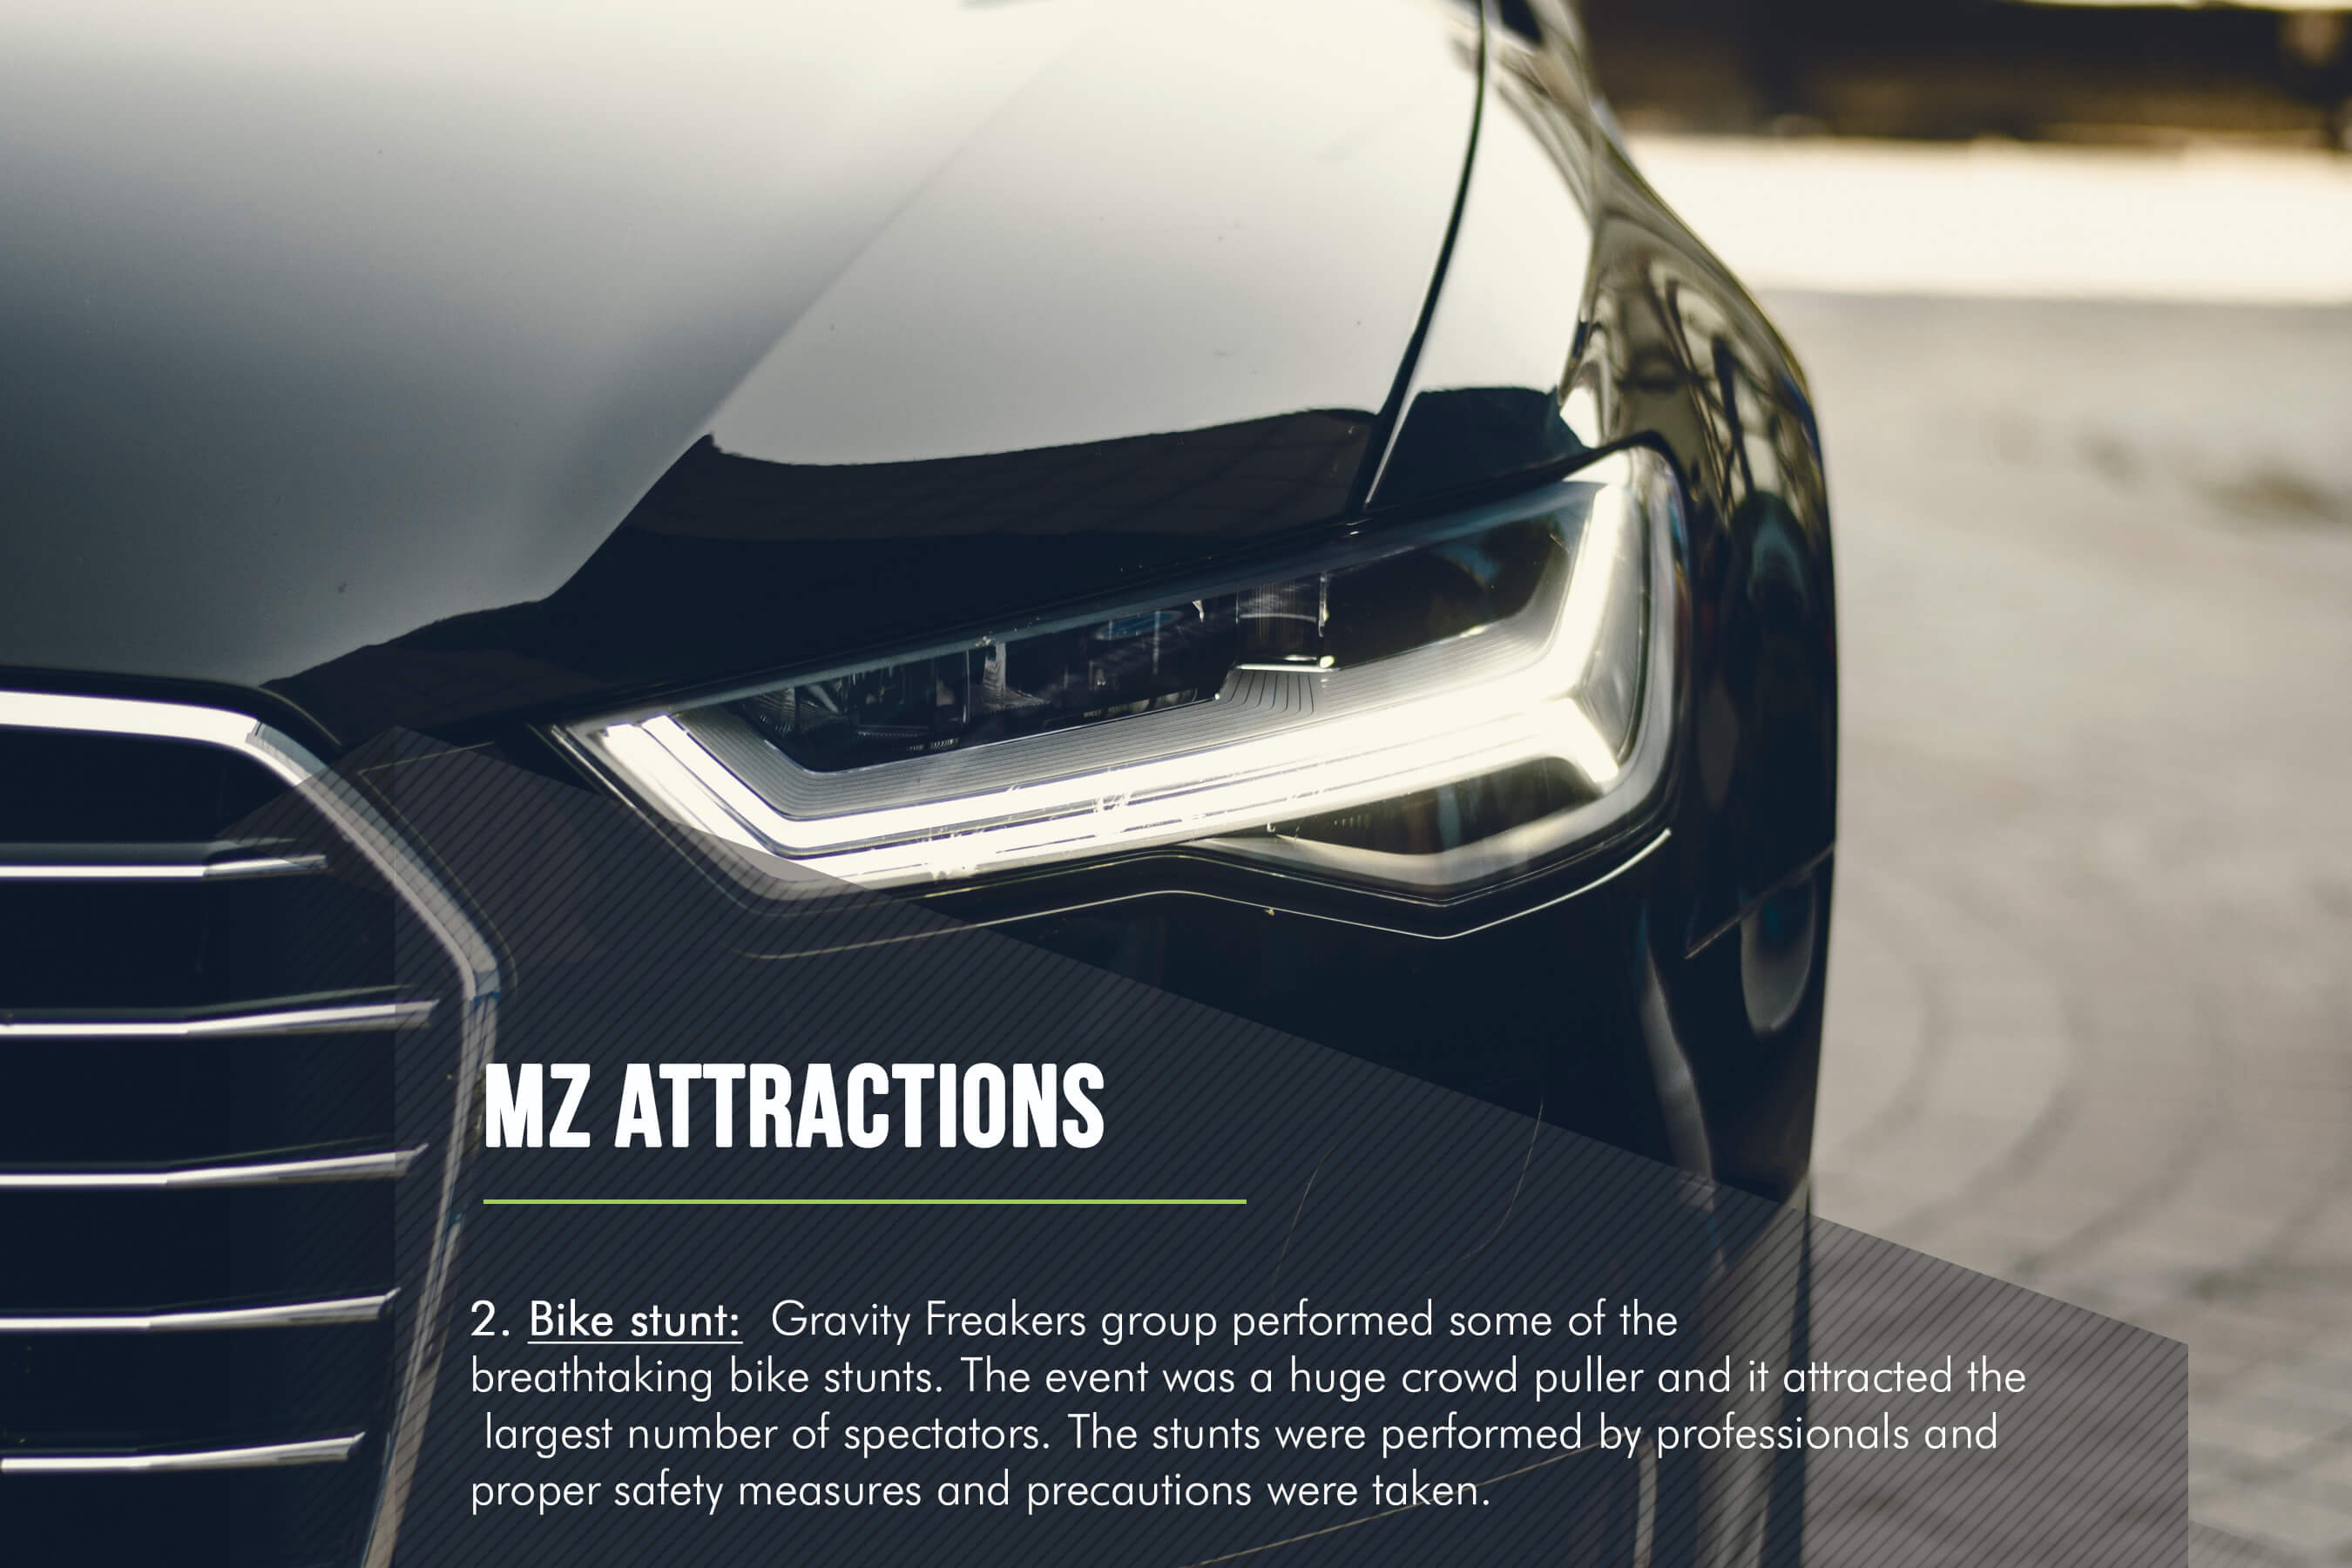 MZ ATTRACTIONS
2. Bike stunt: Gravity Freakers group performed some of the
breathtaking bike stunts. The event was a huge crowd puller and it attracted the
largest number of spectators. The stunts were performed by professionals and
proper safety measures and precautions were taken.